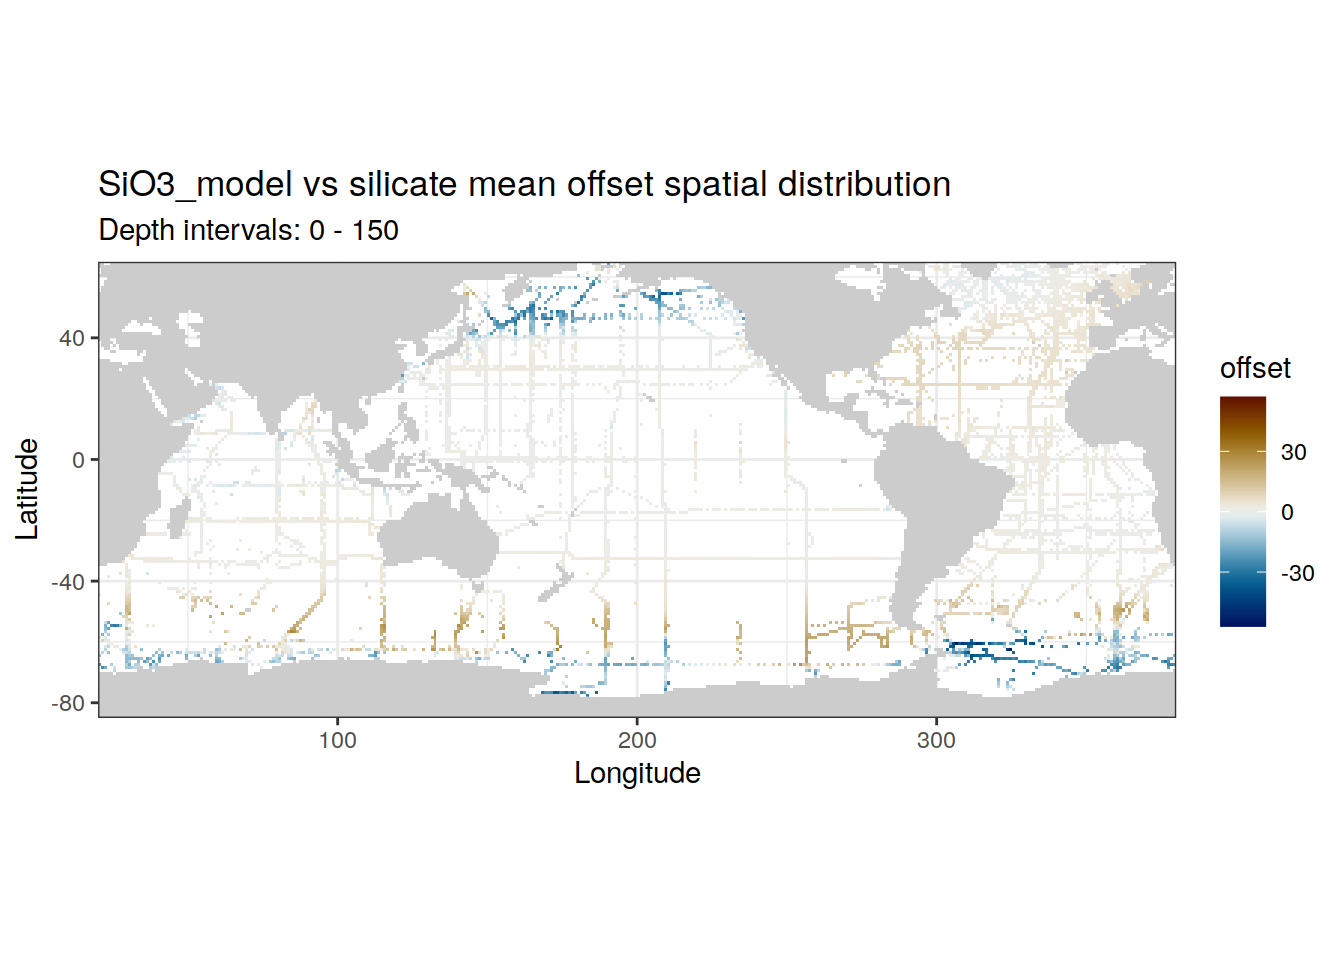 SiO3_model vs silicate mean offset spatial distribution
Depth intervals: 0 - 150
Latitude
40
0
-40
-80
100
200
300
Longitude
offset
30
0
-30